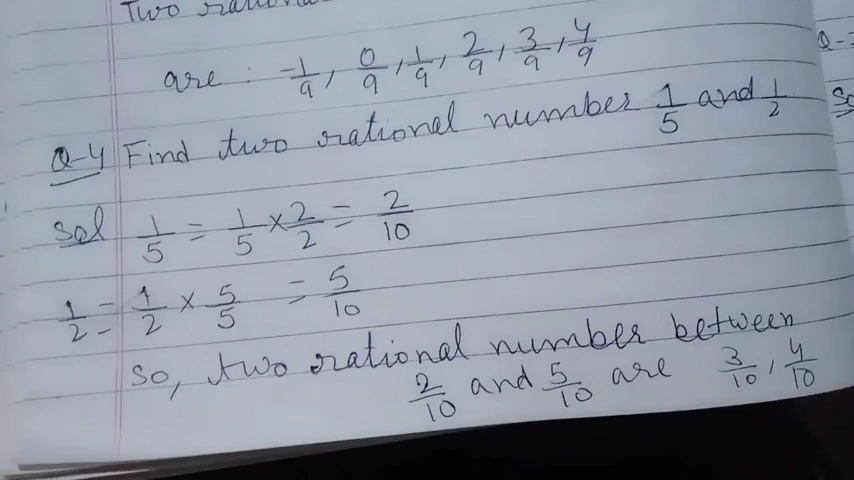 Two rational
are : -1/9, 0/9, 1/9, 2/9, 3/9, 4/9
Q-4 Find two rational number 1/5 and 1/2
Sol 1/5 = 1/5 × 2/2 = 2/10
1/2 = 1/2 × 5/5 = 5/10
So, two rational number between
2/10 and 5/10 are 3/10, 4/10